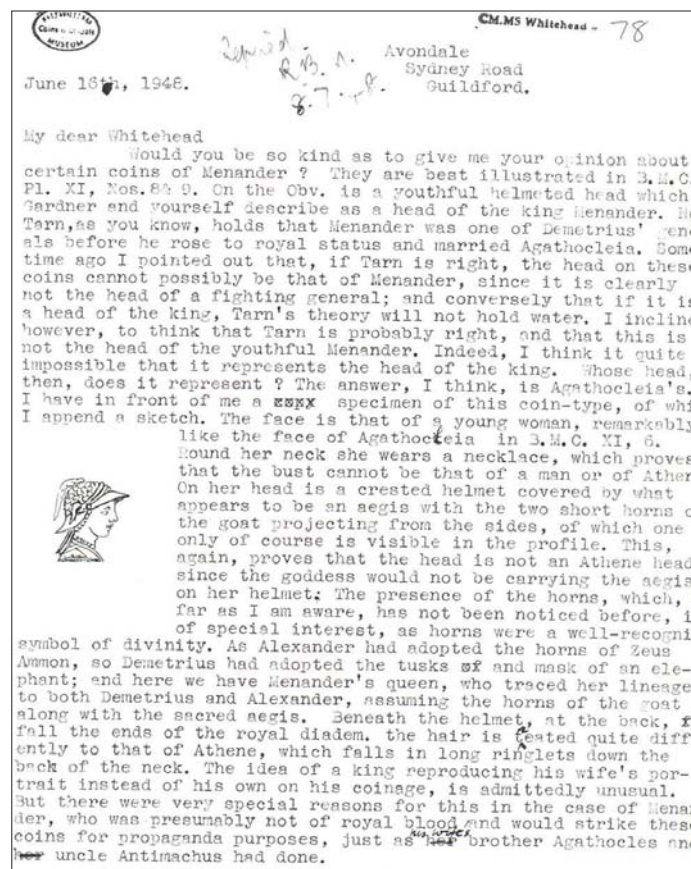 FITZWILLIAM
Coins &
MUSEUM
CM.MS Whitehead - 78
R.B.
8.7.48.
Avondale
Sydney Road
Guildford.
June 16th, 1948.
My dear Whitehead
Would you be so kind as to give me your opinion about
certain coins of Menander ? They are best illustrated in B.M.C.
Pl. XI, Nos.8& 9. On the Obv. is a youthful helmeted head which
Gardner and yourself describe as a head of the king Menander.
Tarn,as you know, holds that Menander was one of Demetrius' gene
als before he rose to royal status and married Agathocleia. Some
time ago I pointed out that, if Tarn is right, the head on these
coins cannot possibly be that of Menander, since it is clearly
not the head of a fighting general; and conversely that if it is
a head of the king, Tarn's theory will not hold water. I incline
however, to think that Tarn is probably right, and that this is
not the head of the youthful Menander. Indeed, I think it quite
impossible that it represents the head of the king. Whose head,
then, does it represent ? The answer, I think, is Agathocleia's.
I have in front of me a specimen of this coin-type, of whi
I append a sketch. The face is that of a young woman, remarkably
like the face of Agathocleia in B.M.C. XI, 6.
Round her neck she wears a necklace, which proves
that the bust cannot be that of a man or of Athen
On her head is a crested helmet covered by what
appears to be an aegis with the two short horns o
the goat projecting from the sides, of which one
only of course is visible in the profile. This,
again, proves that the head is not an Athene head
since the goddess would not be carrying the aegis
on her helmet. The presence of the horns, which,
far as I am aware, has not been noticed before, i
of special interest, as horns were a well-recogni
symbol of divinity. As Alexander had adopted the horns of Zeus
Ammon, so Demetrius had adopted the tusks of and mask of an ele-
phant; and here we have Menander's queen, who traced her lineage
to both Demetrius and Alexander, assuming the horns of the goat
along with the sacred aegis. Beneath the helmet, at the back, f
fall the ends of the royal diadem. the hair is teated quite diff
ently to that of Athene, which falls in long ringlets down the
back of the neck. The idea of a king reproducing his wife's por-
trait instead of his own on his coinage, is admittedly unusual.
But there were very special reasons for this in the case of Menan
der, who was presumably not of royal blood and would strike these
coins for propaganda purposes, just as his wife's brother Agathocles and
her uncle Antimachus had done.